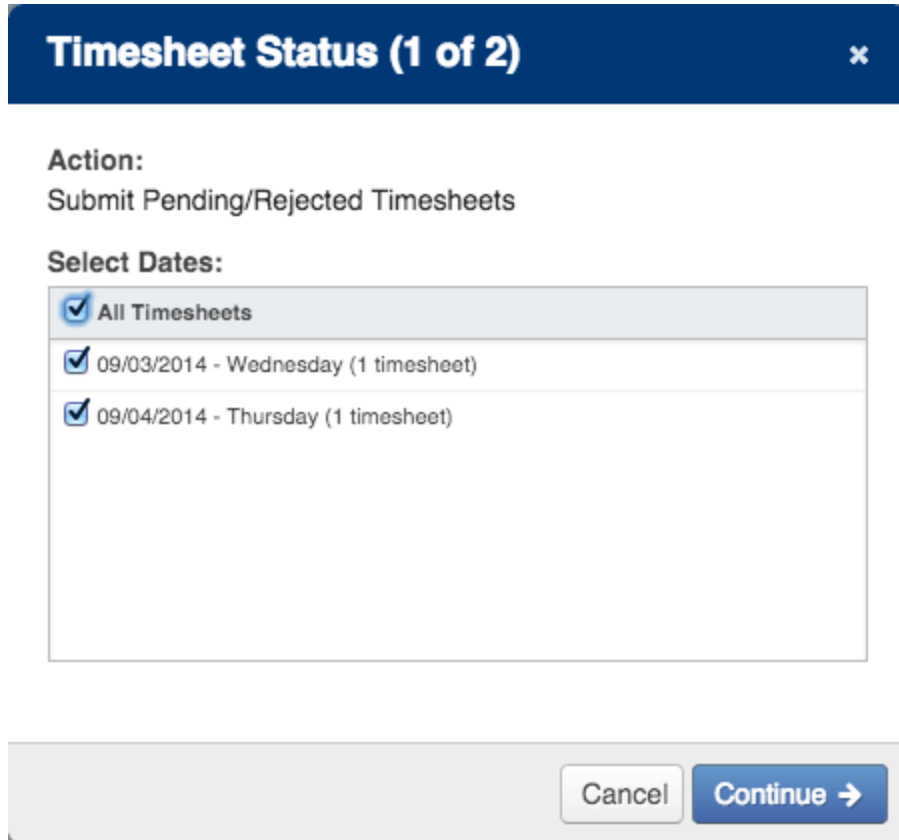 Timesheet Status (1 of 2)
Action:
Submit Pending/Rejected Timesheets
Select Dates:
All Timesheets
09/03/2014 - Wednesday (1 timesheet)
09/04/2014 - Thursday (1 timesheet)
Cancel
Continue